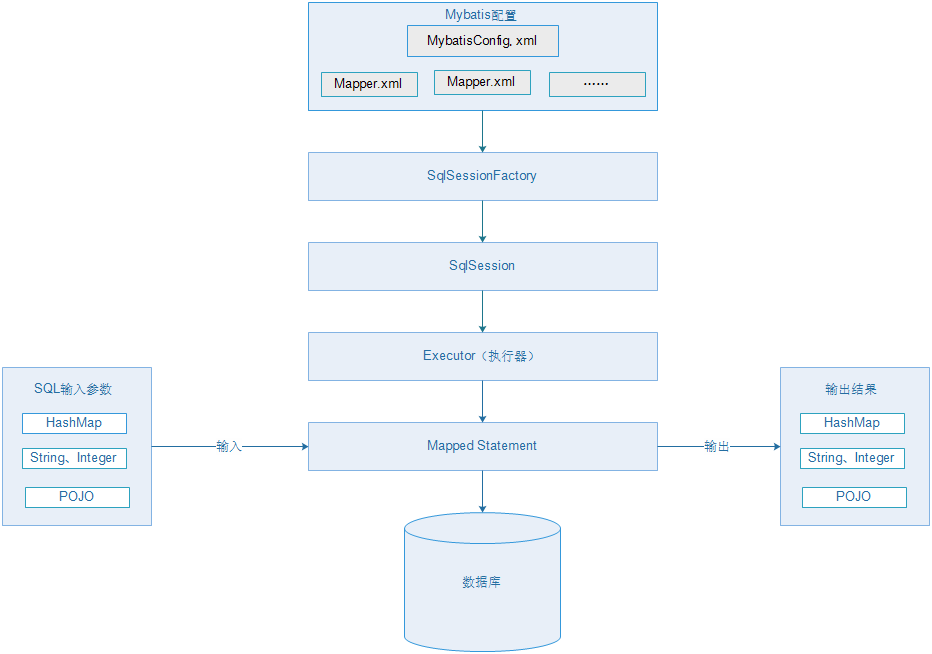 Mybatis配置
MybatisConfig.xml
Mapper.xml
Mapper.xml
······
SqlSessionFactory
SqlSession
Executor（执行器）
SQL输入参数
HashMap
String、Integer
POJO
输入
Mapped Statement
输出
输出结果
HashMap
String、Integer
POJO
数据库